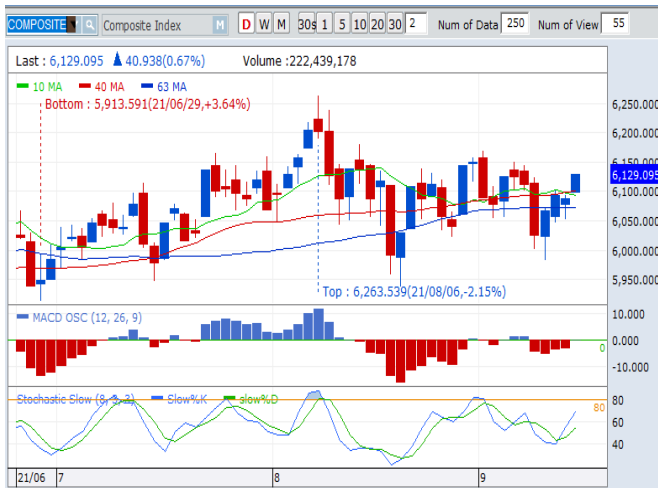 COMPOSITE Composite Index M D W M 30s 1 5 10 20 30 2 Num of Data 250 Num of View 55
Last : 6,129.095 ▲ 40.938(0.67%) Volume :222,439,178
10 MA 40 MA 63 MA
Bottom : 5,913.591(21/06/29,+3.64%)
6,250.000
6,200.000
6,150.000
6,129.095
6,100.000
6,050.000
6,000.000
5,950.000
Top : 6,263.539(21/08/06,-2.15%)
MACD OSC (12, 26, 9)
10.000
0.000
0
-10.000
Stochastic Slow (8, 3, 3) Slow%K slow%D
80
80
60
40
21/06 7 8 9